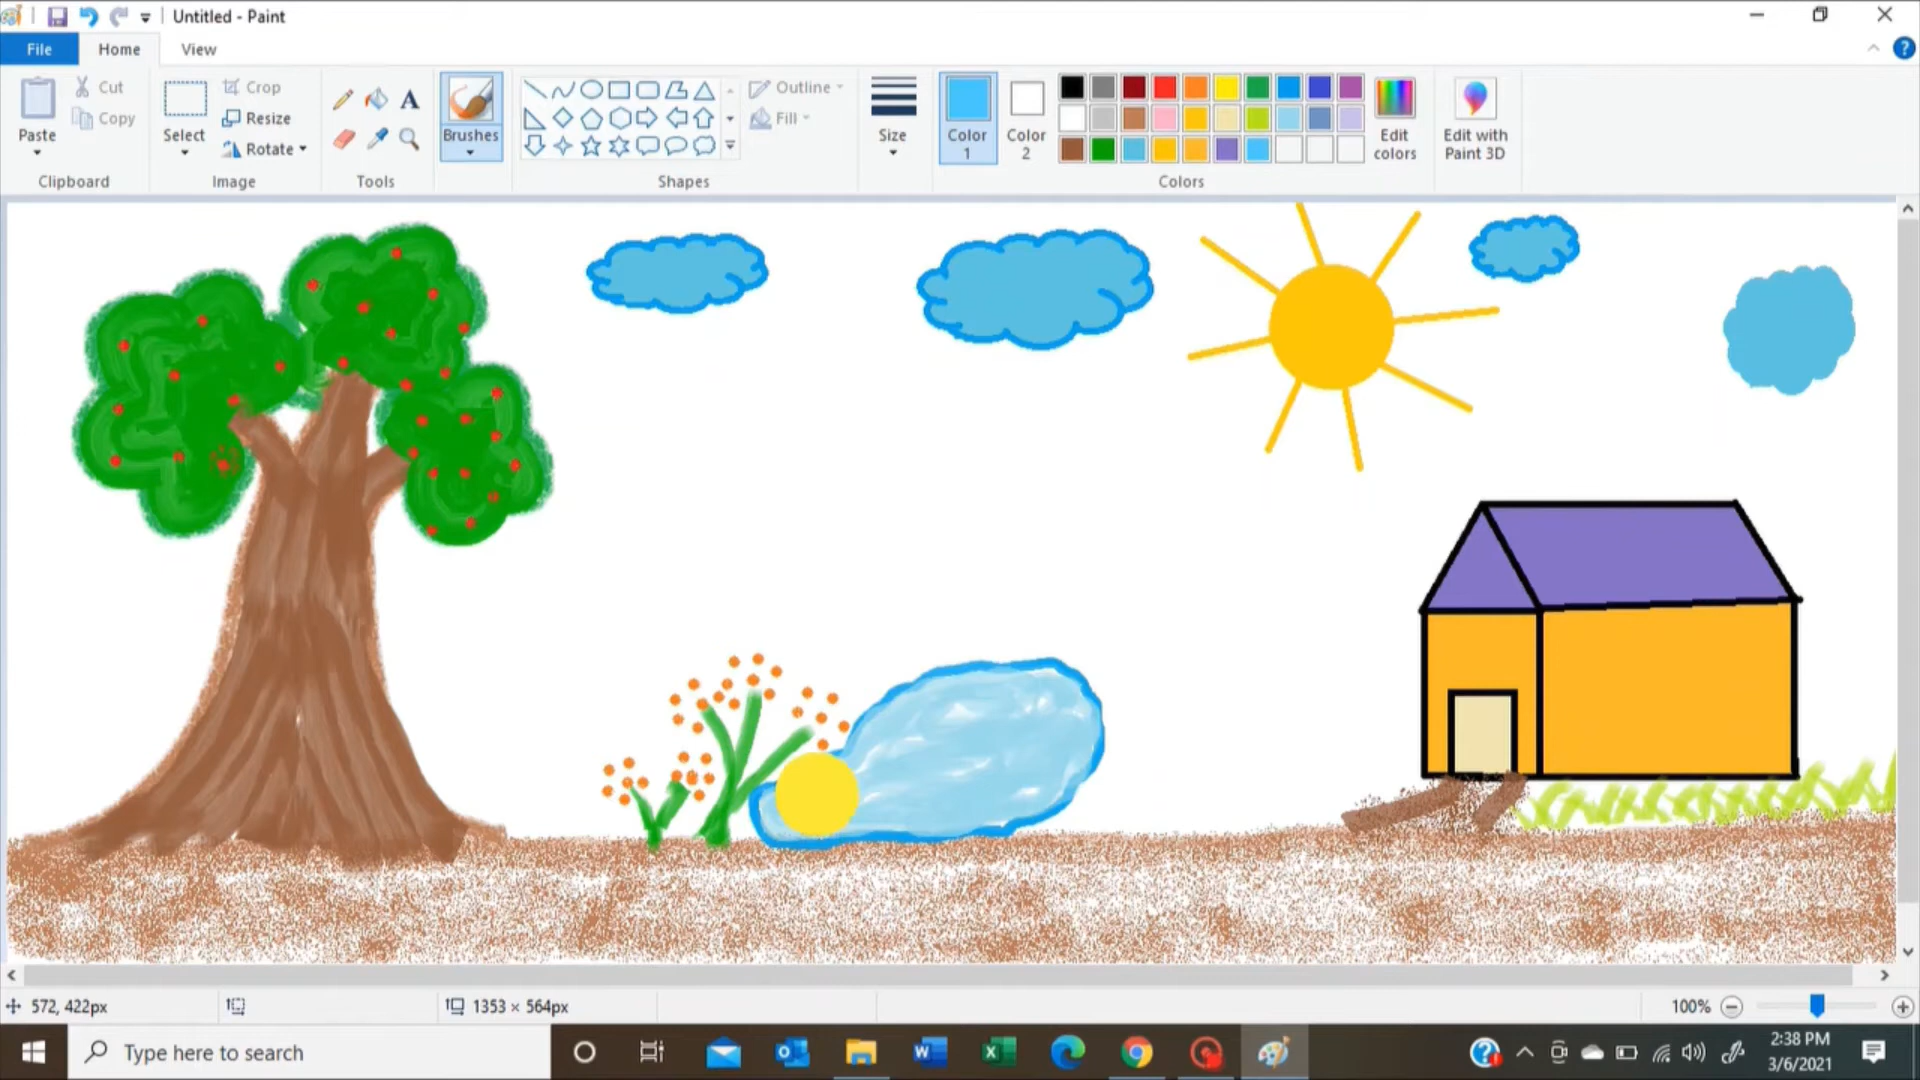 Untitled - Paint
File Home View
Cut
Copy
Paste
Clipboard
Crop
Resize
Rotate
Select
Image
A
Tools
Brushes
Outline
Fill
Shapes
Size
Color 1
Color 2
Edit colors
Colors
Edit with Paint 3D
572, 422px
1353 × 564px
100%
Type here to search
2:38 PM
3/6/2021